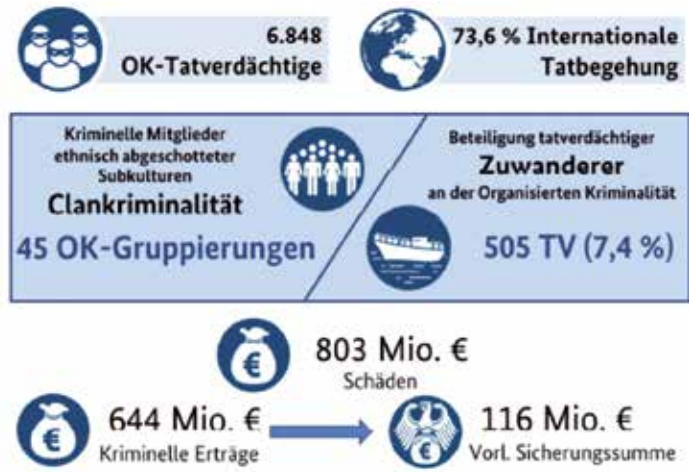 6.848
OK-Tatverdächtige
73,6 % Internationale
Tatbegehung
Kriminelle Mitglieder
ethnisch abgeschotteter
Subkulturen
Clankriminalität
45 OK-Gruppierungen
Beteiligung tatverdächtiger
Zuwanderer
an der Organisierten Kriminalität
505 TV (7,4 %)
€
803 Mio. €
Schäden
€
644 Mio. €
Kriminelle Erträge
€
116 Mio. €
Vorl. Sicherungssumme